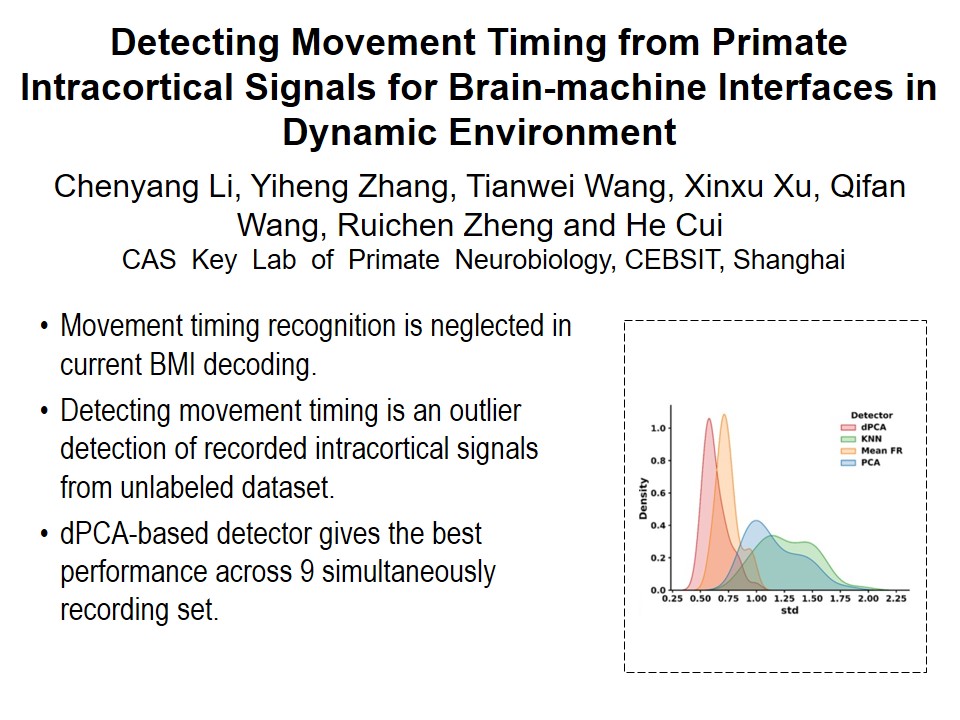 Detecting Movement Timing from Primate
Intracortical Signals for Brain-machine Interfaces in
Dynamic Environment
Chenyang Li, Yiheng Zhang, Tianwei Wang, Xinxu Xu, Qifan
Wang, Ruichen Zheng and He Cui
CAS Key Lab of Primate Neurobiology, CEBSIT, Shanghai
• Movement timing recognition is neglected in
current BMI decoding.
• Detecting movement timing is an outlier
detection of recorded intracortical signals
from unlabeled dataset.
• dPCA-based detector gives the best
performance across 9 simultaneously
recording set.
Detector
dPCA
KNN
Mean FR
PCA
Density
1.0
0.8
0.6
0.4
0.2
0.0
0.25 0.50 0.75 1.00 1.25 1.50 1.75 2.00 2.25
std